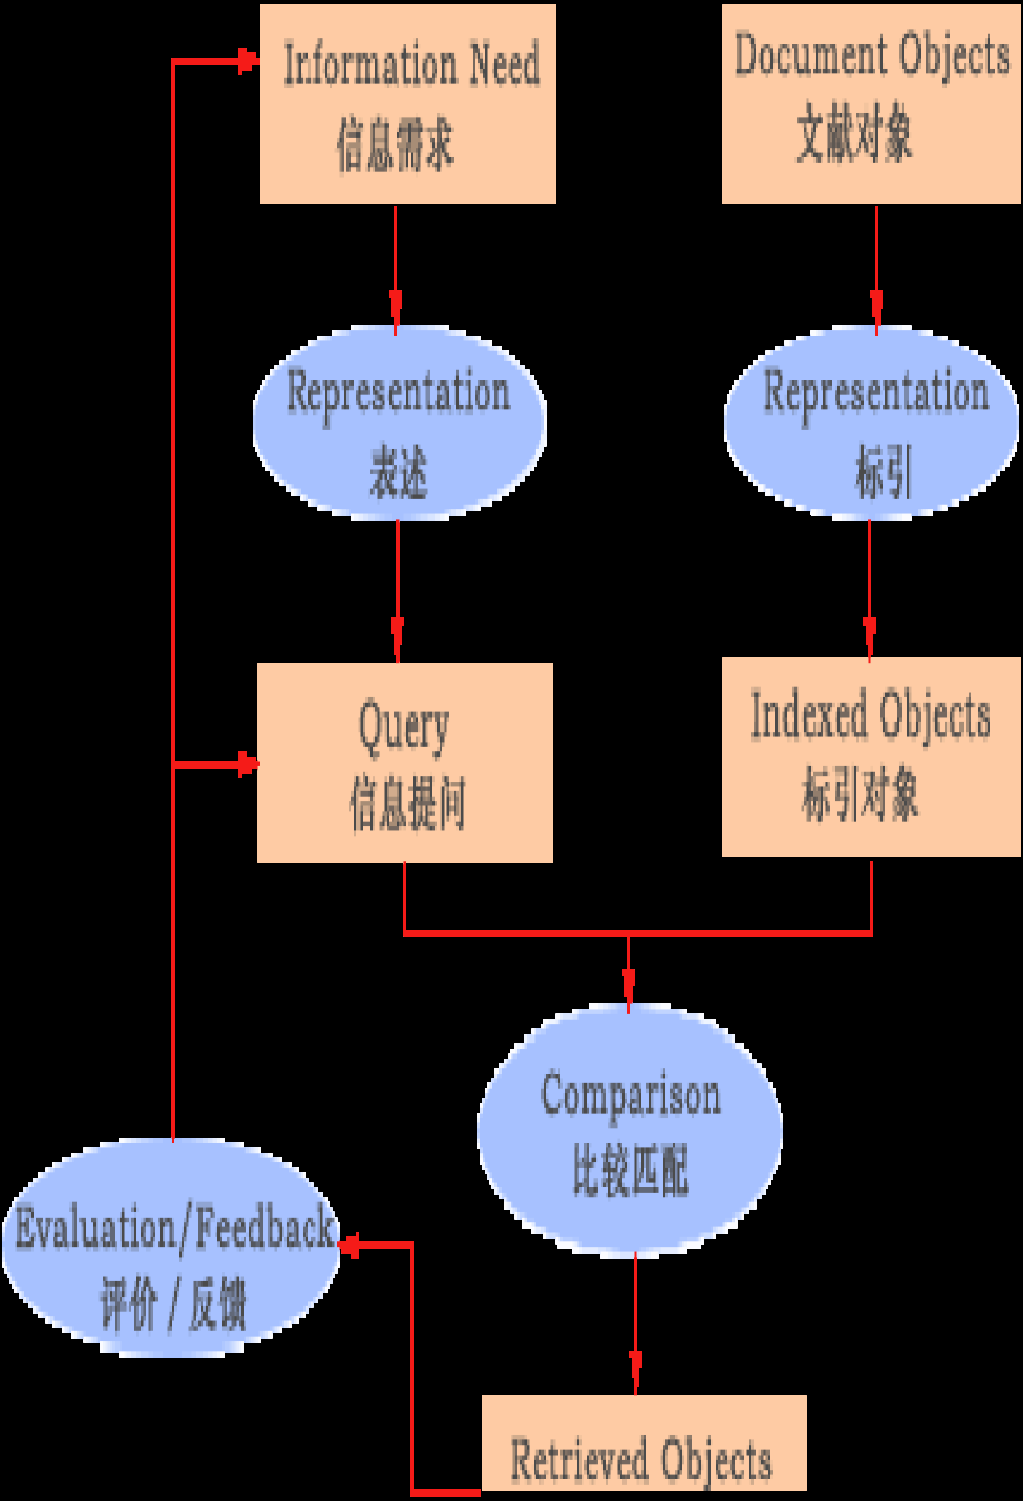 Information Need
信息需求
Document Objects
文献对象
Representation
表述
Representation
标引
Query
信息提问
Indexed Objects
标引对象
Comparison
比较匹配
Evaluation/Feedback
评价 / 反馈
Retrieved Objects